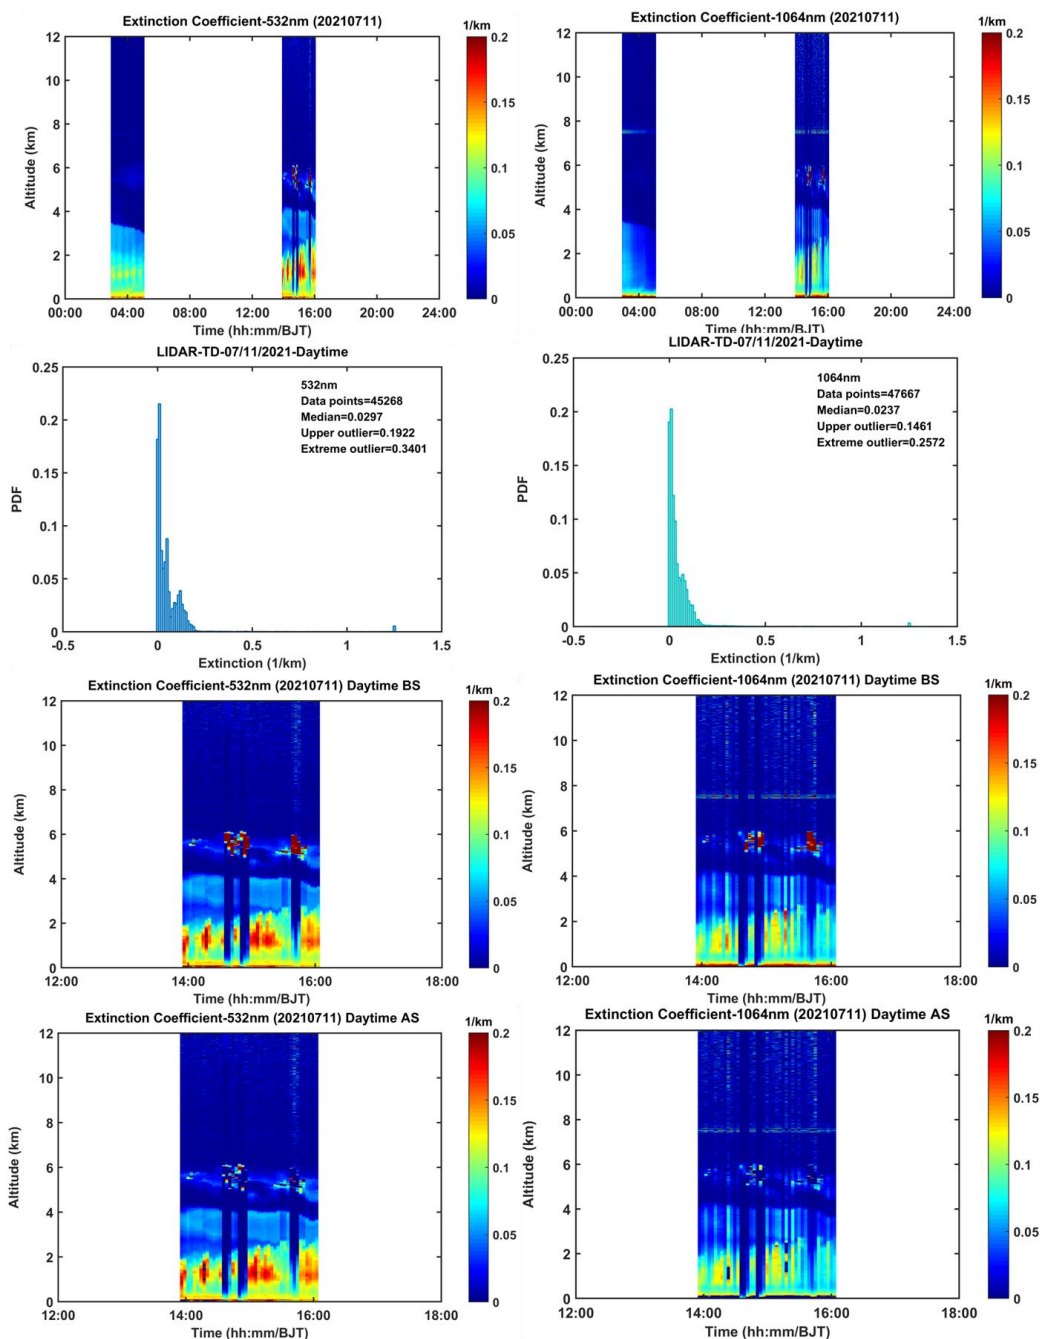 Extinction Coefficient-532nm (20210711)
1/km
12
10
8
6
4
2
0
0.2
0.15
0.1
0.05
0
Altitude (km)
00:00 04:00 08:00 12:00 16:00 20:00 24:00
Time (hh:mm/BJT)
Extinction Coefficient-1064nm (20210711)
1/km
12
10
8
6
4
2
0
0.2
0.15
0.1
0.05
0
Altitude (km)
00:00 04:00 08:00 12:00 16:00 20:00 24:00
Time (hh:mm/BJT)
LIDAR-TD-07/11/2021-Daytime
0.25
0.2
0.15
0.1
0.05
0
PDF
532nm
Data points=45268
Median=0.0297
Upper outlier=0.1922
Extreme outlier=0.3401
-0.5 0 0.5 1 1.5
Extinction (1/km)
LIDAR-TD-07/11/2021-Daytime
0.25
0.2
0.15
0.1
0.05
0
PDF
1064nm
Data points=47667
Median=0.0237
Upper outlier=0.1461
Extreme outlier=0.2572
-0.5 0 0.5 1 1.5
Extinction (1/km)
Extinction Coefficient-532nm (20210711) Daytime BS
1/km
12
10
8
6
4
2
0
0.2
0.15
0.1
0.05
0
Altitude (km)
12:00 14:00 16:00 18:00
Time (hh:mm/BJT)
Extinction Coefficient-1064nm (20210711) Daytime BS
1/km
12
10
8
6
4
2
0
0.2
0.15
0.1
0.05
0
Altitude (km)
12:00 14:00 16:00 18:00
Time (hh:mm/BJT)
Extinction Coefficient-532nm (20210711) Daytime AS
1/km
12
10
8
6
4
2
0
0.2
0.15
0.1
0.05
0
Altitude (km)
12:00 14:00 16:00 18:00
Time (hh:mm/BJT)
Extinction Coefficient-1064nm (20210711) Daytime AS
1/km
12
10
8
6
4
2
0
0.2
0.15
0.1
0.05
0
Altitude (km)
12:00 14:00 16:00 18:00
Time (hh:mm/BJT)